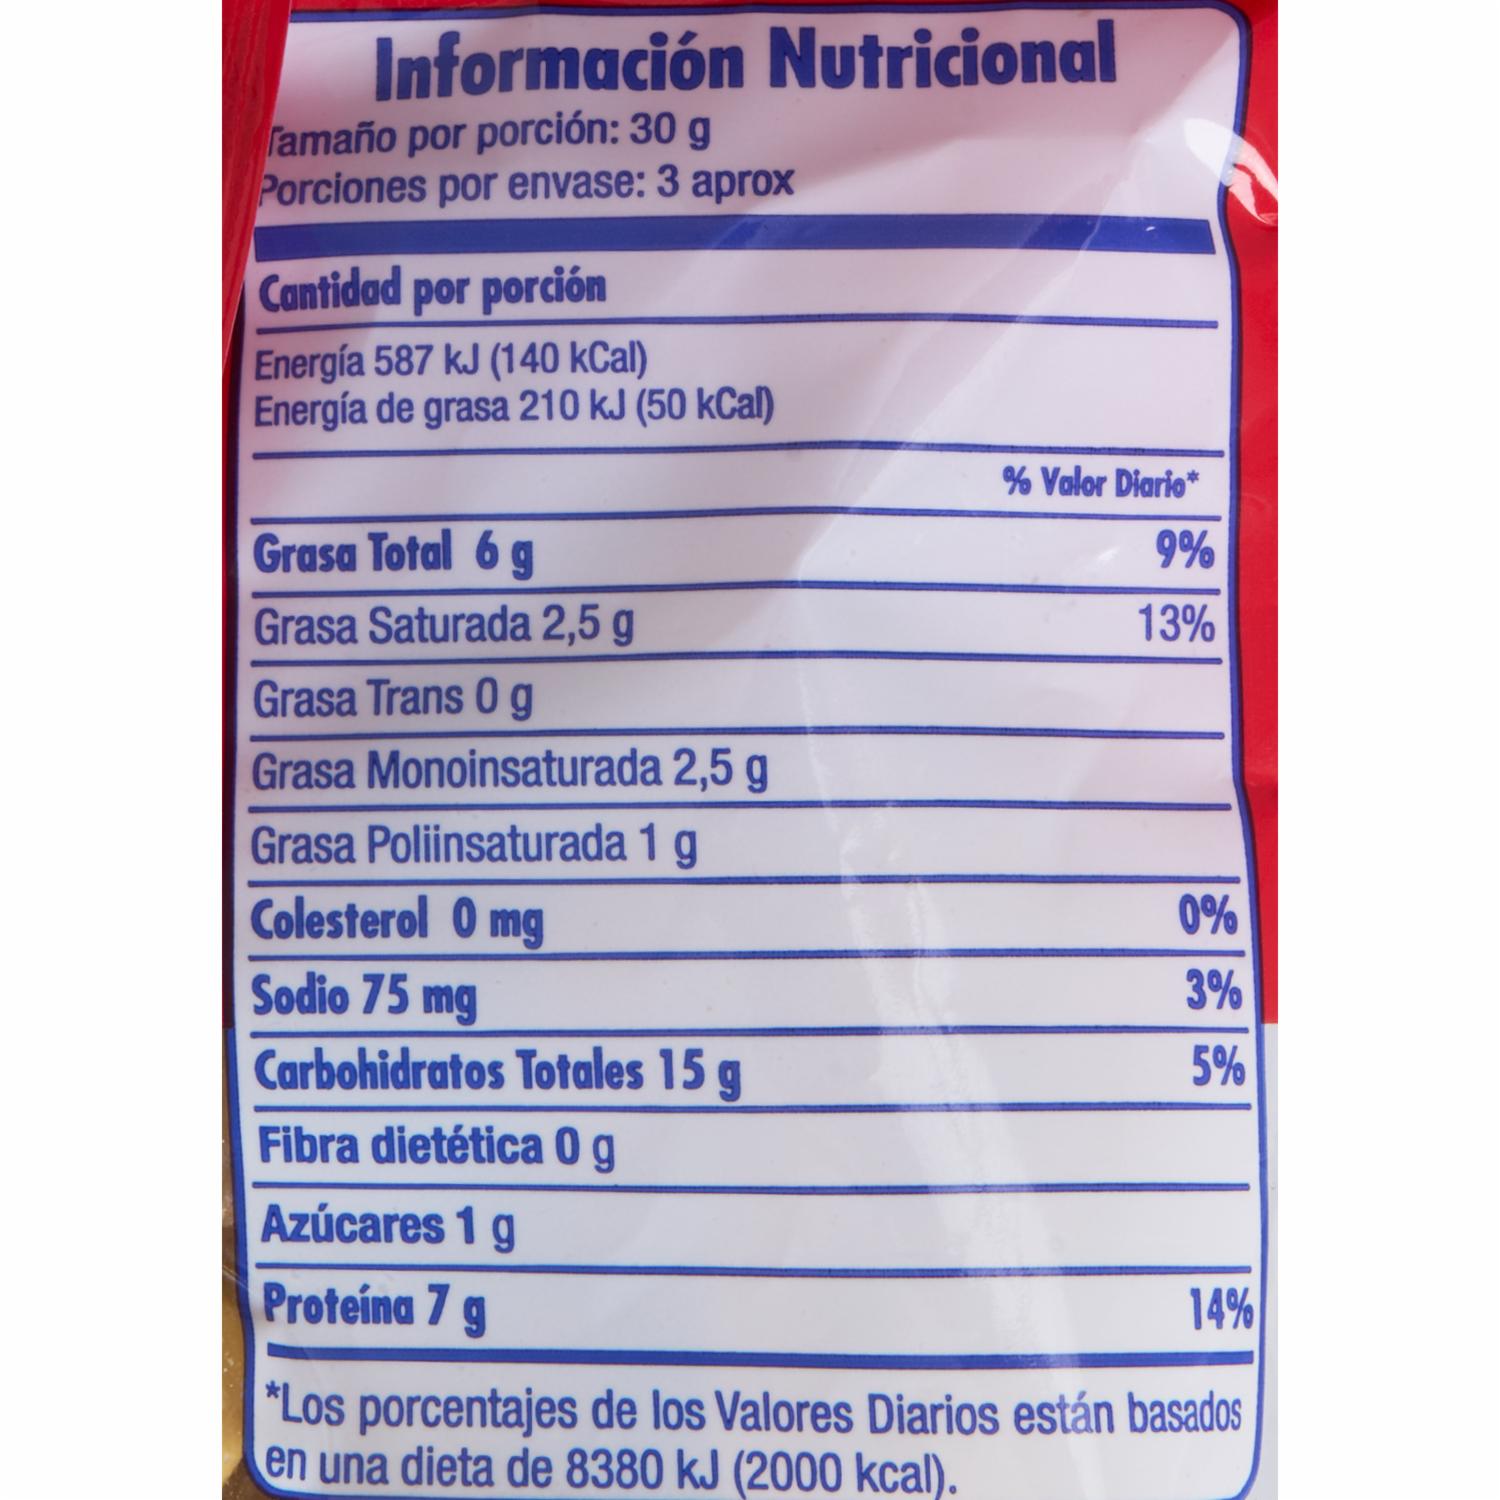 Información Nutricional
Tamaño por porción: 30 g
Porciones por envase: 3 aprox
Cantidad por porción
Energía 587 kJ (140 kCal)
Energía de grasa 210 kJ (50 kCal)
% Valor Diario*
Grasa Total 6 g 9%
Grasa Saturada 2,5 g 13%
Grasa Trans 0 g
Grasa Monoinsaturada 2,5 g
Grasa Poliinsaturada 1 g
Colesterol 0 mg 0%
Sodio 75 mg 3%
Carbohidratos Totales 15 g 5%
Fibra dietética 0 g
Azúcares 1 g
Proteína 7 g 14%
*Los porcentajes de los Valores Diarios están basados
en una dieta de 8380 kJ (2000 kcal).